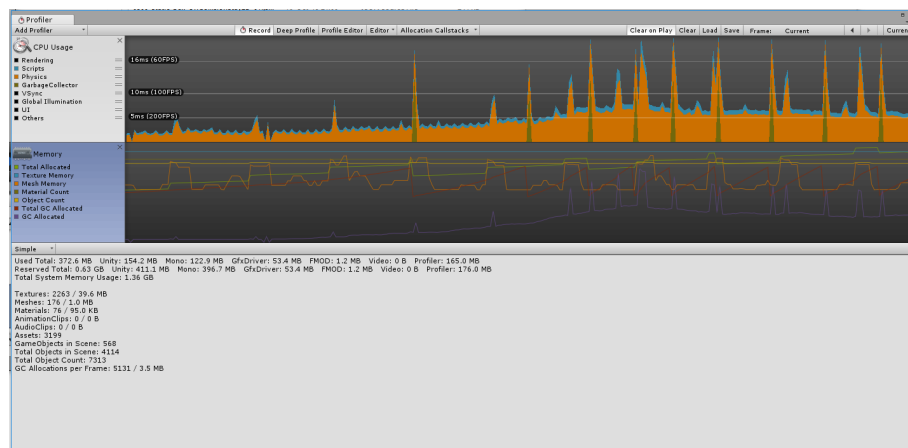 Profiler
Add Profiler Record Deep Profile Profile Editor Editor Allocation Callstacks Clear on Play Clear Load Save Frame: Current Curren
CPU Usage
Rendering
Scripts
Physics
GarbageCollector
VSync
Global Illumination
UI
Others
16ms (60FPS)
10ms (100FPS)
5ms (200FPS)
Memory
Total Allocated
Texture Memory
Mesh Memory
Material Count
Object Count
Total GC Allocated
GC Allocated
Simple
Used Total: 372.6 MB Unity: 154.2 MB Mono: 122.9 MB GfxDriver: 53.4 MB FMOD: 1.2 MB Video: 0 B Profiler: 165.0 MB
Reserved Total: 0.63 GB Unity: 411.1 MB Mono: 396.7 MB GfxDriver: 53.4 MB FMOD: 1.2 MB Video: 0 B Profiler: 176.0 MB
Total System Memory Usage: 1.36 GB
Textures: 2263 / 39.6 MB
Meshes: 176 / 1.0 MB
Materials: 76 / 95.0 KB
AnimationClips: 0 / 0 B
AudioClips: 0 / 0 B
Assets: 3199
GameObjects in Scene: 568
Total Objects in Scene: 4114
Total Object Count: 7313
GC Allocations per Frame: 5131 / 3.5 MB